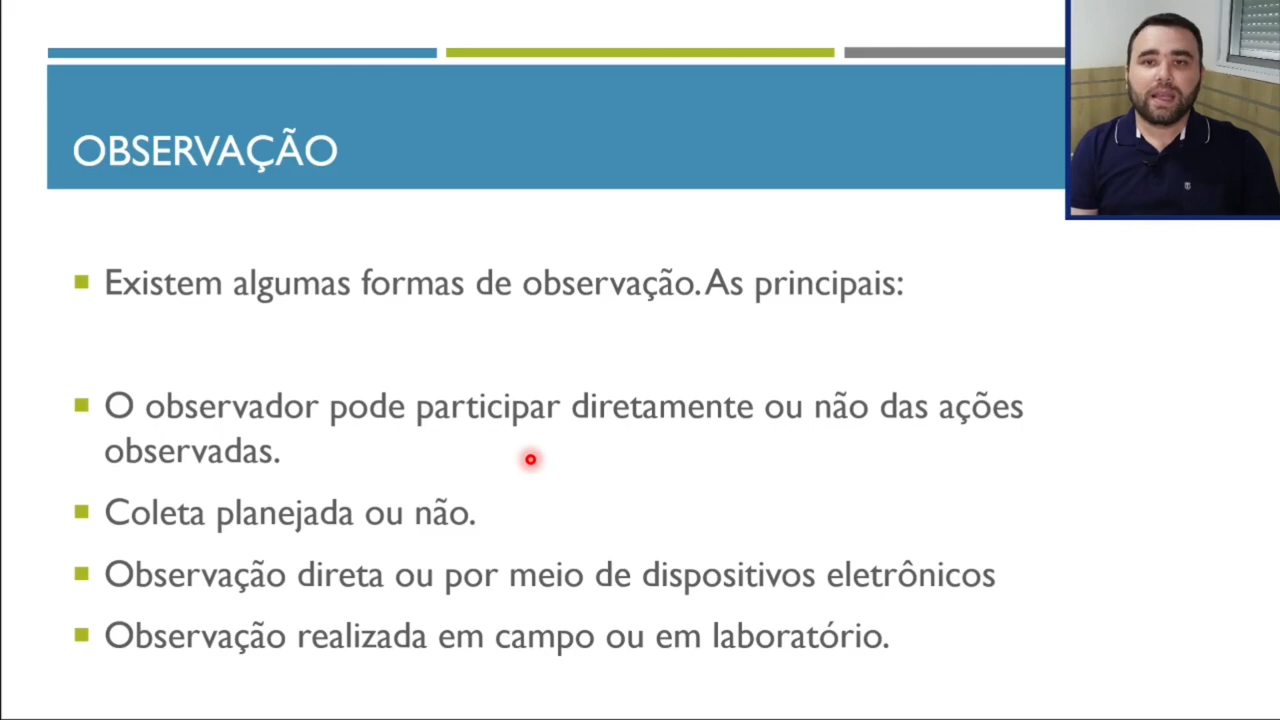 OBSERVAÇÃO
Existem algumas formas de observação. As principais:
O observador pode participar diretamente ou não das ações
observadas.
Coleta planejada ou não.
Observação direta ou por meio de dispositivos eletrônicos
Observação realizada em campo ou em laboratório.